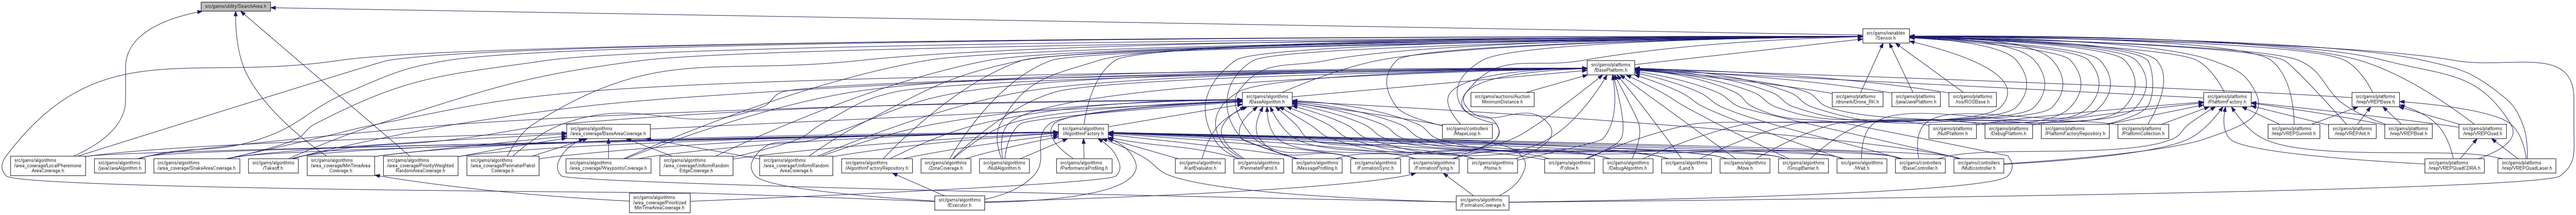 src/gams/utility/SearchArea.h
src/gams/variables
/Sensor.h
src/gams/platforms
/BasePlatform.h
src/gams/auctions/Auction
MinimumDistance.h
src/gams/algorithms
/BaseAlgorithm.h
src/gams/platforms
/dronerk/Drone_RK.h
src/gams/platforms
/java/JavaPlatform.h
src/gams/platforms
/ros/ROSBase.h
src/gams/platforms
/PlatformFactory.h
src/gams/platforms
/vrep/VREPBase.h
src/gams/algorithms
/area_coverage/BaseAreaCoverage.h
src/gams/algorithms
/AlgorithmFactory.h
src/gams/controllers
/MapeLoop.h
src/gams/platforms
/NullPlatform.h
src/gams/platforms
/DebugPlatform.h
src/gams/platforms
/PlatformFactoryRepository.h
src/gams/platforms
/PlatformCollection.h
src/gams/platforms
/vrep/VREPSummit.h
src/gams/platforms
/vrep/VREPAnt.h
src/gams/platforms
/vrep/VREPBoat.h
src/gams/platforms
/vrep/VREPQuad.h
src/gams/algorithms
/area_coverage/LocalPheremone
AreaCoverage.h
src/gams/algorithms
/java/JavaAlgorithm.h
src/gams/algorithms
/area_coverage/SnakeAreaCoverage.h
src/gams/algorithms
/Takeoff.h
src/gams/algorithms
/area_coverage/MinTimeArea
Coverage.h
src/gams/algorithms
/area_coverage/PriorityWeighted
RandomAreaCoverage.h
src/gams/algorithms
/area_coverage/PerimeterPatrol
Coverage.h
src/gams/algorithms
/area_coverage/WaypointsCoverage.h
src/gams/algorithms
/area_coverage/UniformRandom
EdgeCoverage.h
src/gams/algorithms
/area_coverage/UniformRandom
AreaCoverage.h
src/gams/algorithms
/AlgorithmFactoryRepository.h
src/gams/algorithms
/ZoneCoverage.h
src/gams/algorithms
/NullAlgorithm.h
src/gams/algorithms
/PerformanceProfiling.h
src/gams/algorithms
/KarlEvaluator.h
src/gams/algorithms
/PerimeterPatrol.h
src/gams/algorithms
/MessageProfiling.h
src/gams/algorithms
/FormationSync.h
src/gams/algorithms
/FormationFlying.h
src/gams/algorithms
/Home.h
src/gams/algorithms
/Follow.h
src/gams/algorithms
/DebugAlgorithm.h
src/gams/algorithms
/Land.h
src/gams/algorithms
/Move.h
src/gams/algorithms
/GroupBarrier.h
src/gams/algorithms
/Wait.h
src/gams/controllers
/BaseController.h
src/gams/controllers
/Multicontroller.h
src/gams/platforms
/vrep/VREPQuadCDRA.h
src/gams/platforms
/vrep/VREPQuadLaser.h
src/gams/algorithms
/area_coverage/Prioritized
MinTimeAreaCoverage.h
src/gams/algorithms
/Executor.h
src/gams/algorithms
/FormationCoverage.h